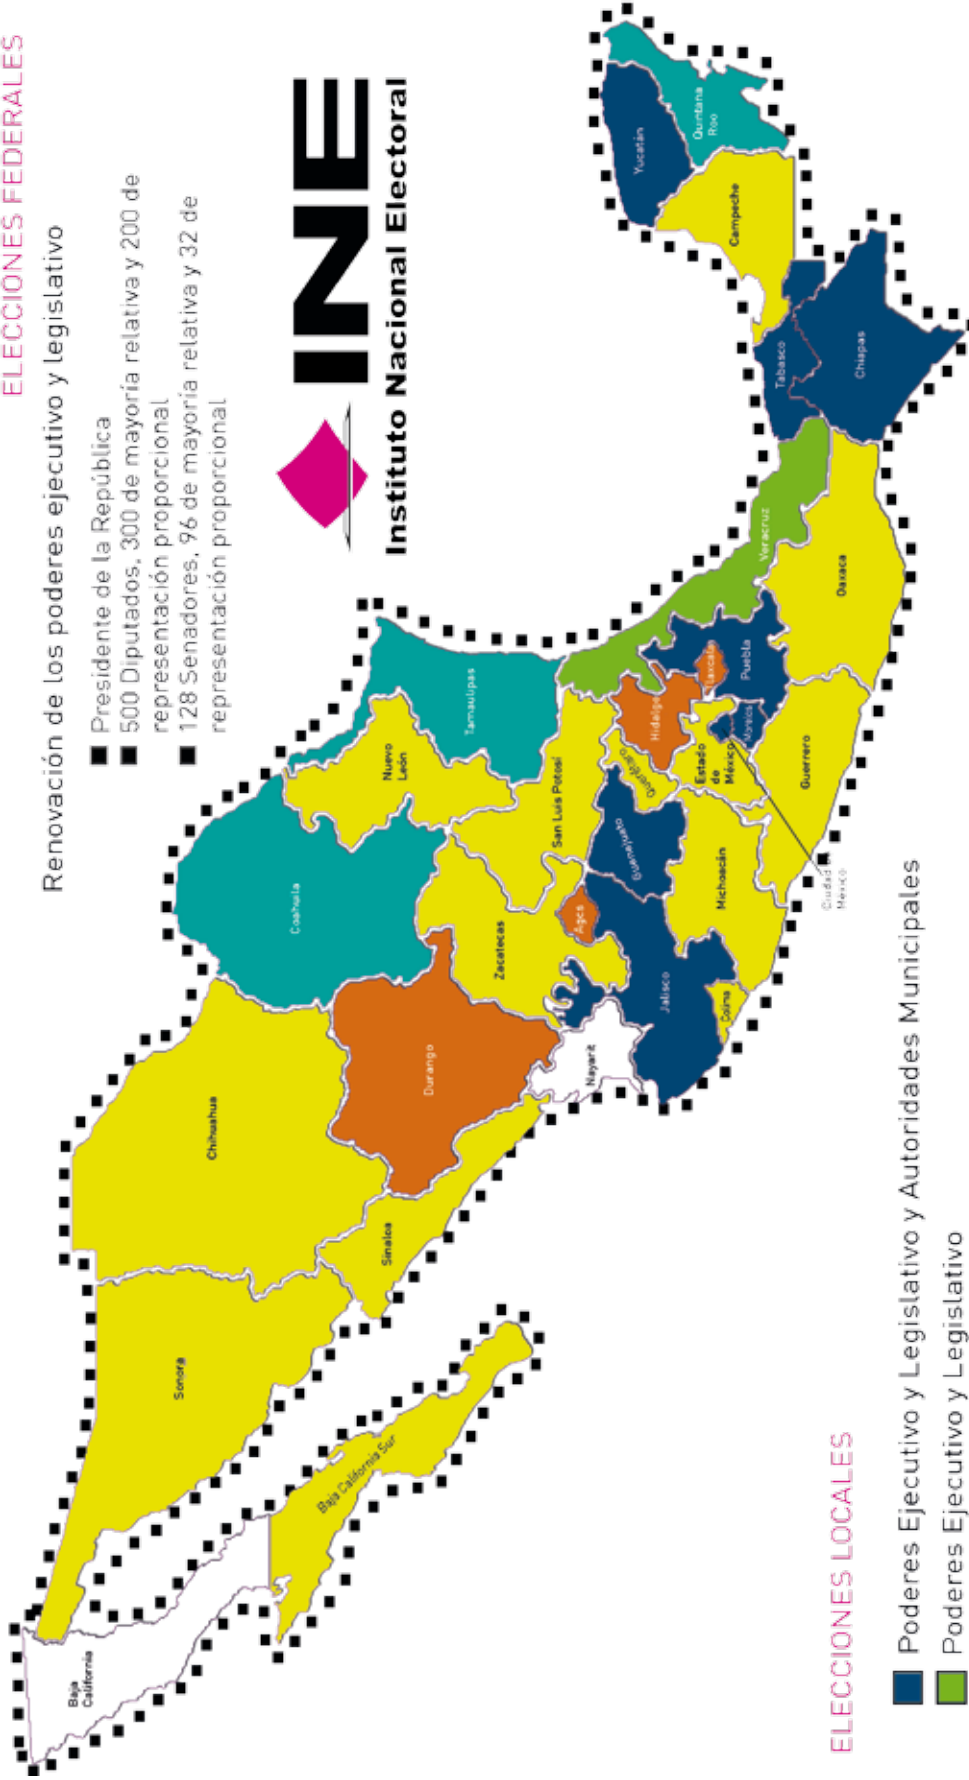 ELECCIONES FEDERALES
Renovación de los poderes ejecutivo y legislativo
Presidente de la República
500 Diputados, 300 de mayoría relativa y 200 de
representación proporcional
128 Senadores, 96 de mayoría relativa y 32 de
representación proporcional
INE
Instituto Nacional Electoral
Baja
California
Sonora
Chihuahua
Coahuila
Baja California Sur
Sinaloa
Durango
Nuevo
León
Tamaulipas
Zacatecas
San Luis Potosí
Nayarit
Ags
Jalisco
Guanajuato
Querétaro
Hidalgo
Veracruz
Colima
Michoacán
Estado
de
México
Tlaxcala
Morelos
Puebla
Ciudad de
México
Guerrero
Oaxaca
Tabasco
Chiapas
Campeche
Yucatán
Quintana
Roo
ELECCIONES LOCALES
Poderes Ejecutivo y Legislativo y Autoridades Municipales
Poderes Ejecutivo y Legislativo